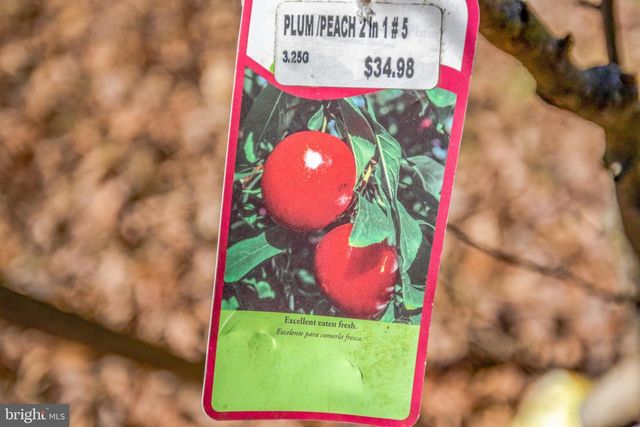 PLUM/PEACH 2 In 1 # 5
3.25G
$34.98
Excellent eaten fresh.
Excelente para comerla fresca.
bright MLS